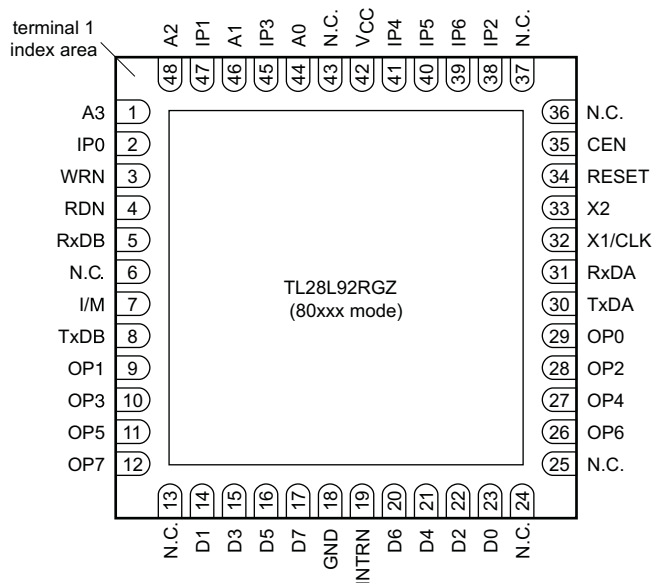 terminal 1
index area
A2 IP1 A1 IP3 A0 N.C. VCC IP4 IP5 IP6 IP2 N.C.
48 47 46 45 44 43 42 41 40 39 38 37
A3 1
IP0 2
WRN 3
RDN 4
RxDB 5
N.C. 6
I/M 7
TxDB 8
OP1 9
OP3 10
OP5 11
OP7 12
36 N.C.
35 CEN
34 RESET
33 X2
32 X1/CLK
31 RxDA
30 TxDA
29 OP0
28 OP2
27 OP4
26 OP6
25 N.C.
TL28L92RGZ
(80xxx mode)
13 14 15 16 17 18 19 20 21 22 23 24
N.C. D1 D3 D5 D7 GND INTRN D6 D4 D2 D0 N.C.